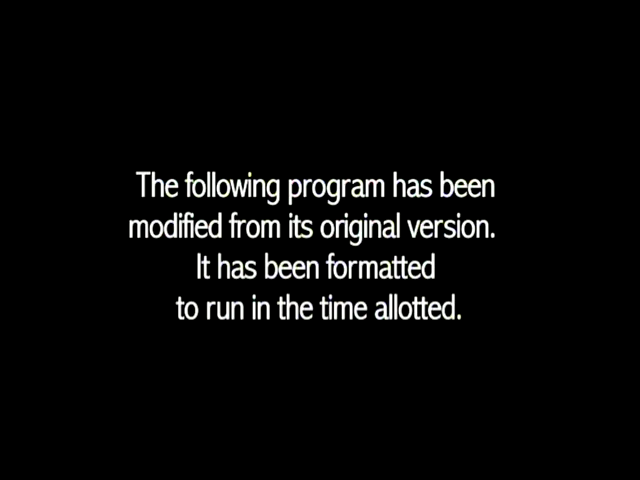 The following program has been
modified from its original version.
It has been formatted
to run in the time allotted.